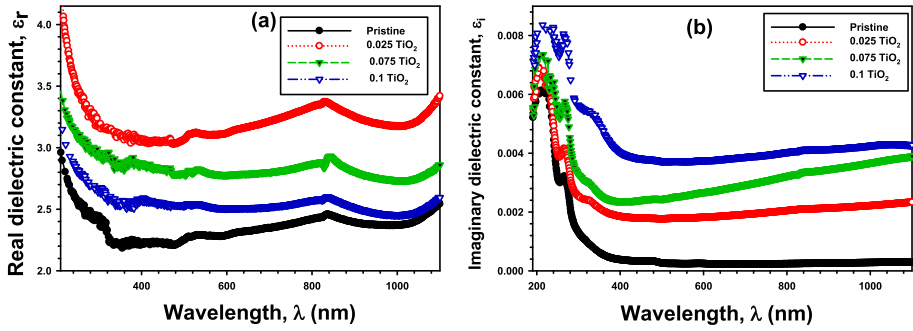 (a)
Pristine
0.025 TiO₂
0.075 TiO₂
0.1 TiO₂
Real dielectric constant, εr
4.0
3.5
3.0
2.5
2.0
400 600 800 1000
Wavelength, λ (nm)
(b)
Pristine
0.025 TiO₂
0.075 TiO₂
0.1 TiO₂
Imaginary dielectric constant, εi
0.008
0.006
0.004
0.002
0.000
200 400 600 800 1000
Wavelength, λ (nm)